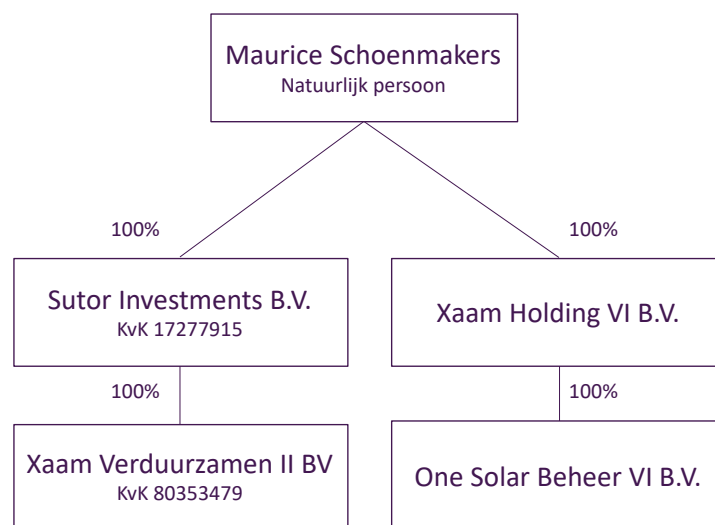 Maurice Schoenmakers
Natuurlijk persoon
100%
100%
Sutor Investments B.V.
KvK 17277915
Xaam Holding VI B.V.
100%
100%
Xaam Verduurzamen II BV
KvK 80353479
One Solar Beheer VI B.V.